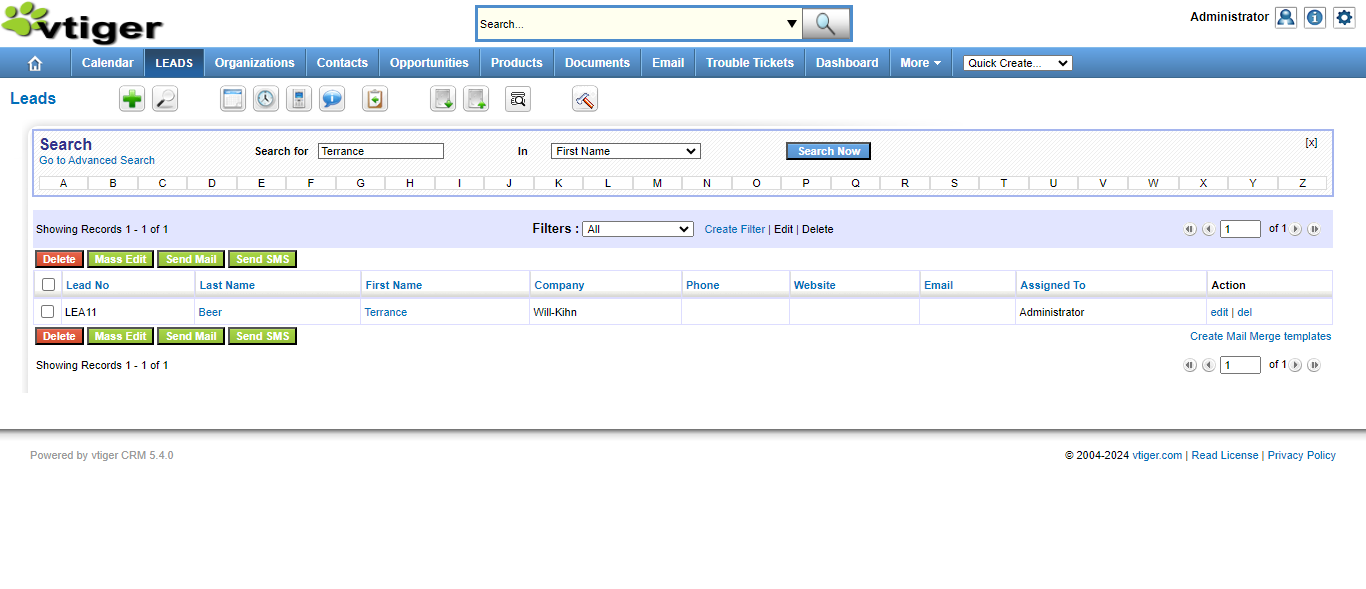 vtiger
Search...
Administrator
Calendar LEADS Organizations Contacts Opportunities Products Documents Email Trouble Tickets Dashboard More Quick Create...
Leads
Search
Go to Advanced Search
Search for Terrance In First Name Search Now [x]
A B C D E F G H I J K L M N O P Q R S T U V W X Y Z
Showing Records 1 - 1 of 1 Filters : All Create Filter | Edit | Delete 1 of 1
Delete Mass Edit Send Mail Send SMS
Lead No Last Name First Name Company Phone Website Email Assigned To Action
LEA11 Beer Terrance Will-Kihn Administrator edit | del
Delete Mass Edit Send Mail Send SMS Create Mail Merge templates
Showing Records 1 - 1 of 1 1 of 1
Powered by vtiger CRM 5.4.0 © 2004-2024 vtiger.com | Read License | Privacy Policy